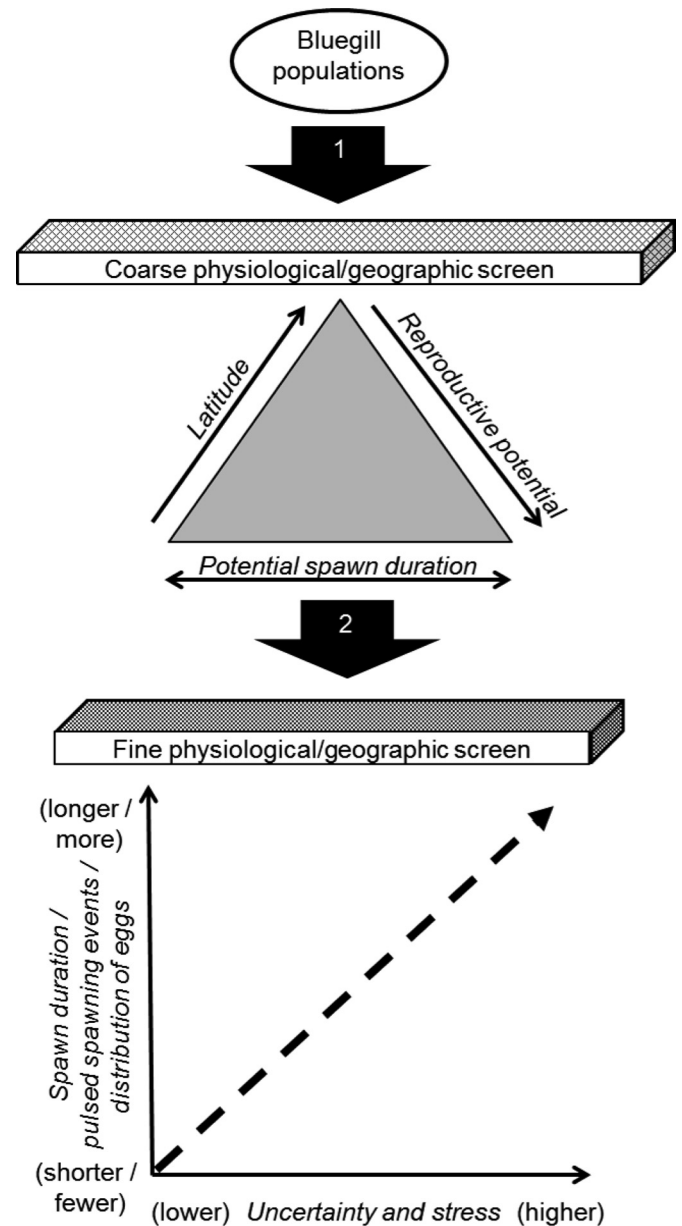 Bluegill
populations
1
Coarse physiological/geographic screen
Latitude
Reproductive potential
Potential spawn duration
2
Fine physiological/geographic screen
(longer /
more)
Spawn duration /
pulsed spawning events /
distribution of eggs
(shorter /
fewer)
(lower) Uncertainty and stress (higher)